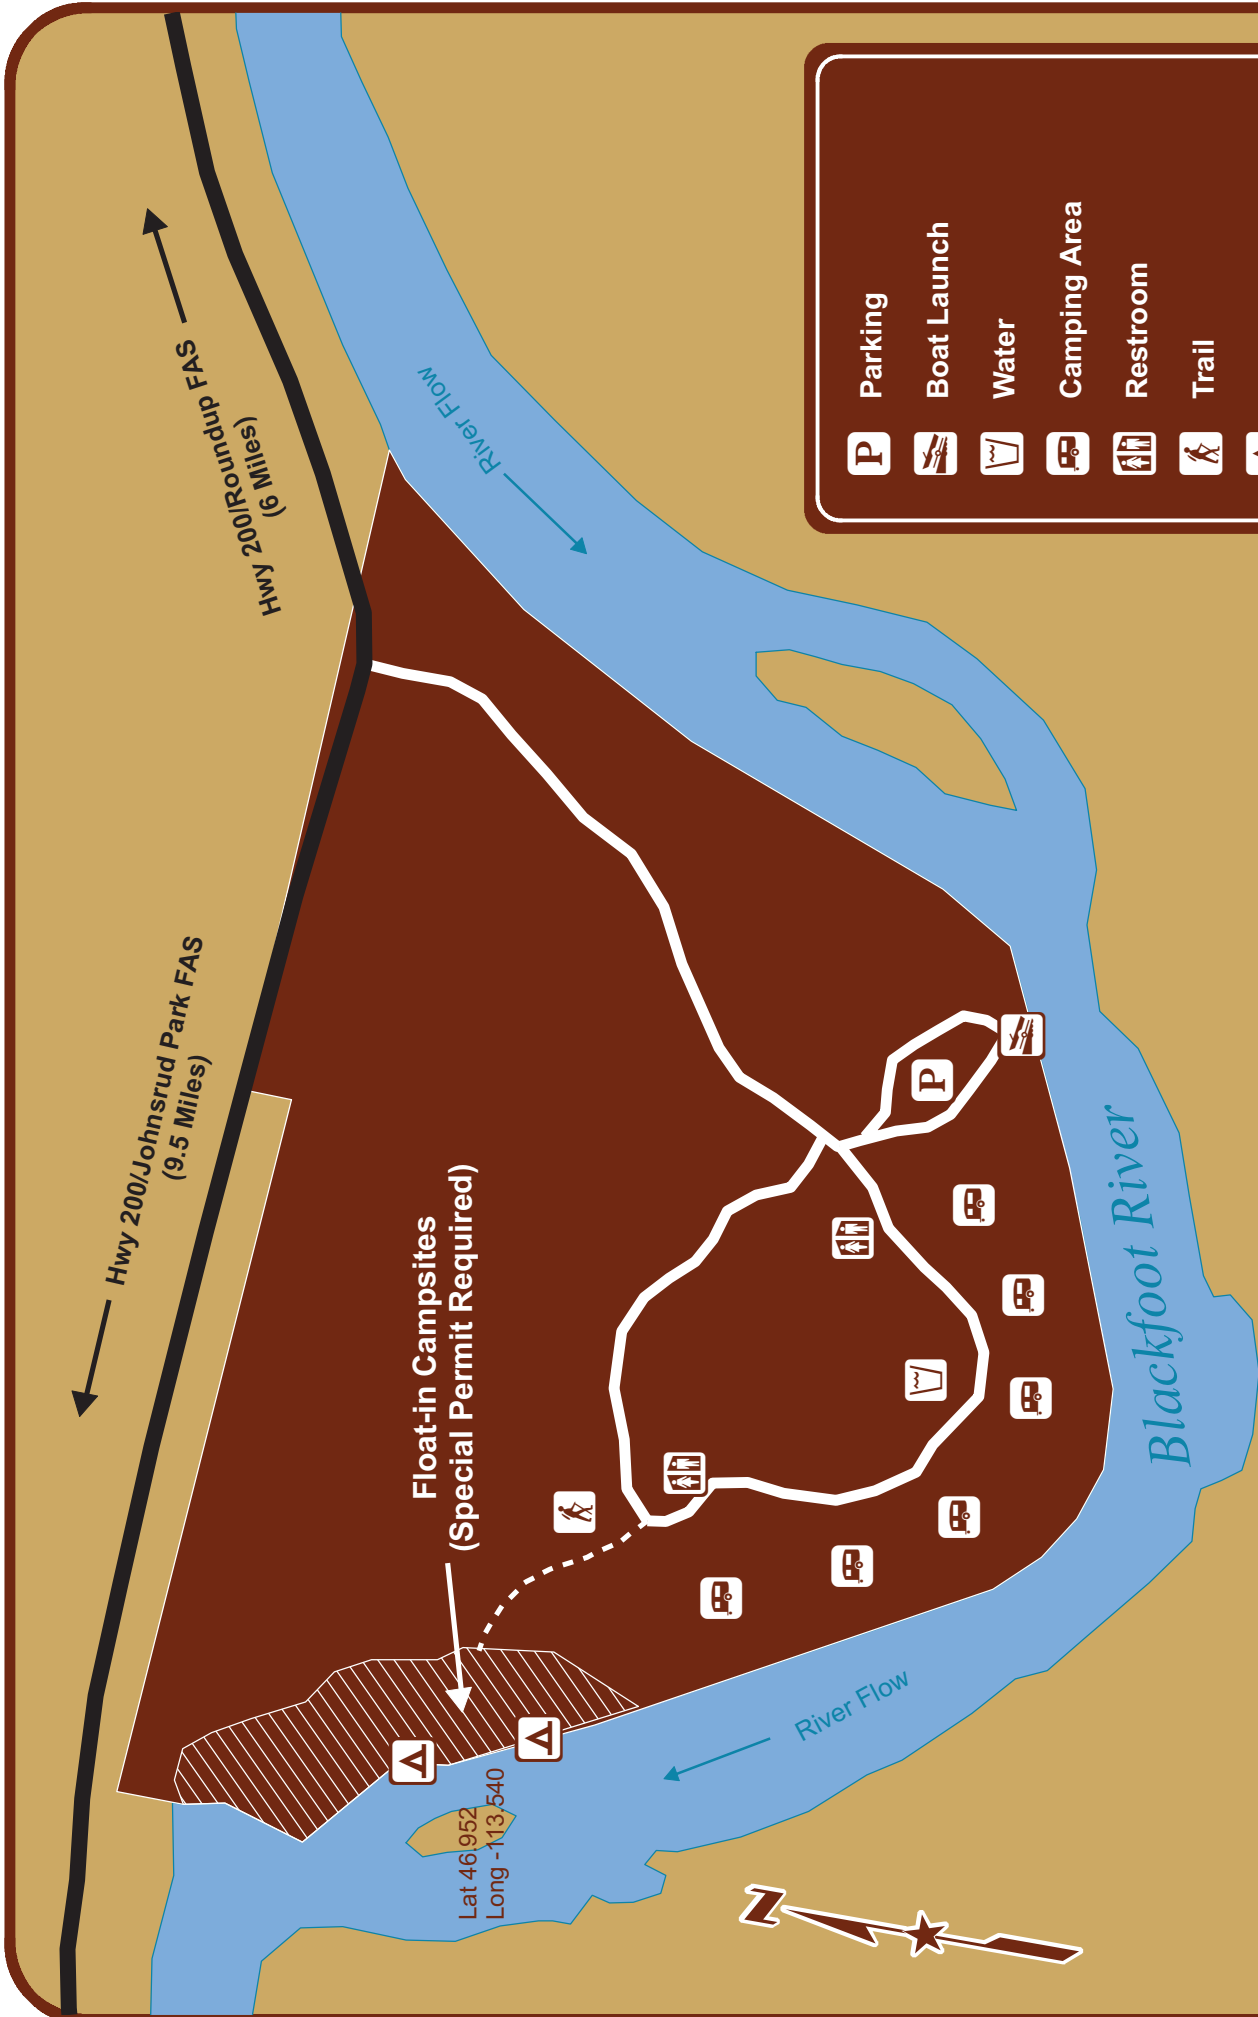 Hwy 200/Johnsrud Park FAS
(9.5 Miles)
Hwy 200/Roundup FAS
(6 Miles)
Float-in Campsites
(Special Permit Required)
River Flow
Lat 46.952
Long -113.540
River Flow
P
Blackfoot River
N
P Parking
Boat Launch
Water
Camping Area
Restroom
Trail